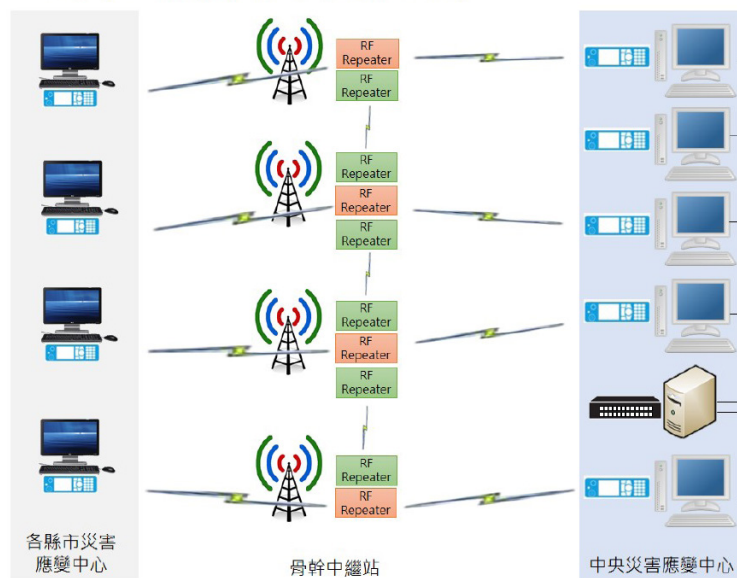 RF
Repeater
RF
Repeater
RF
Repeater
RF
Repeater
RF
Repeater
RF
Repeater
RF
Repeater
RF
Repeater
RF
Repeater
RF
Repeater
各縣市災害
應變中心
骨幹中繼站
中央災害應變中心